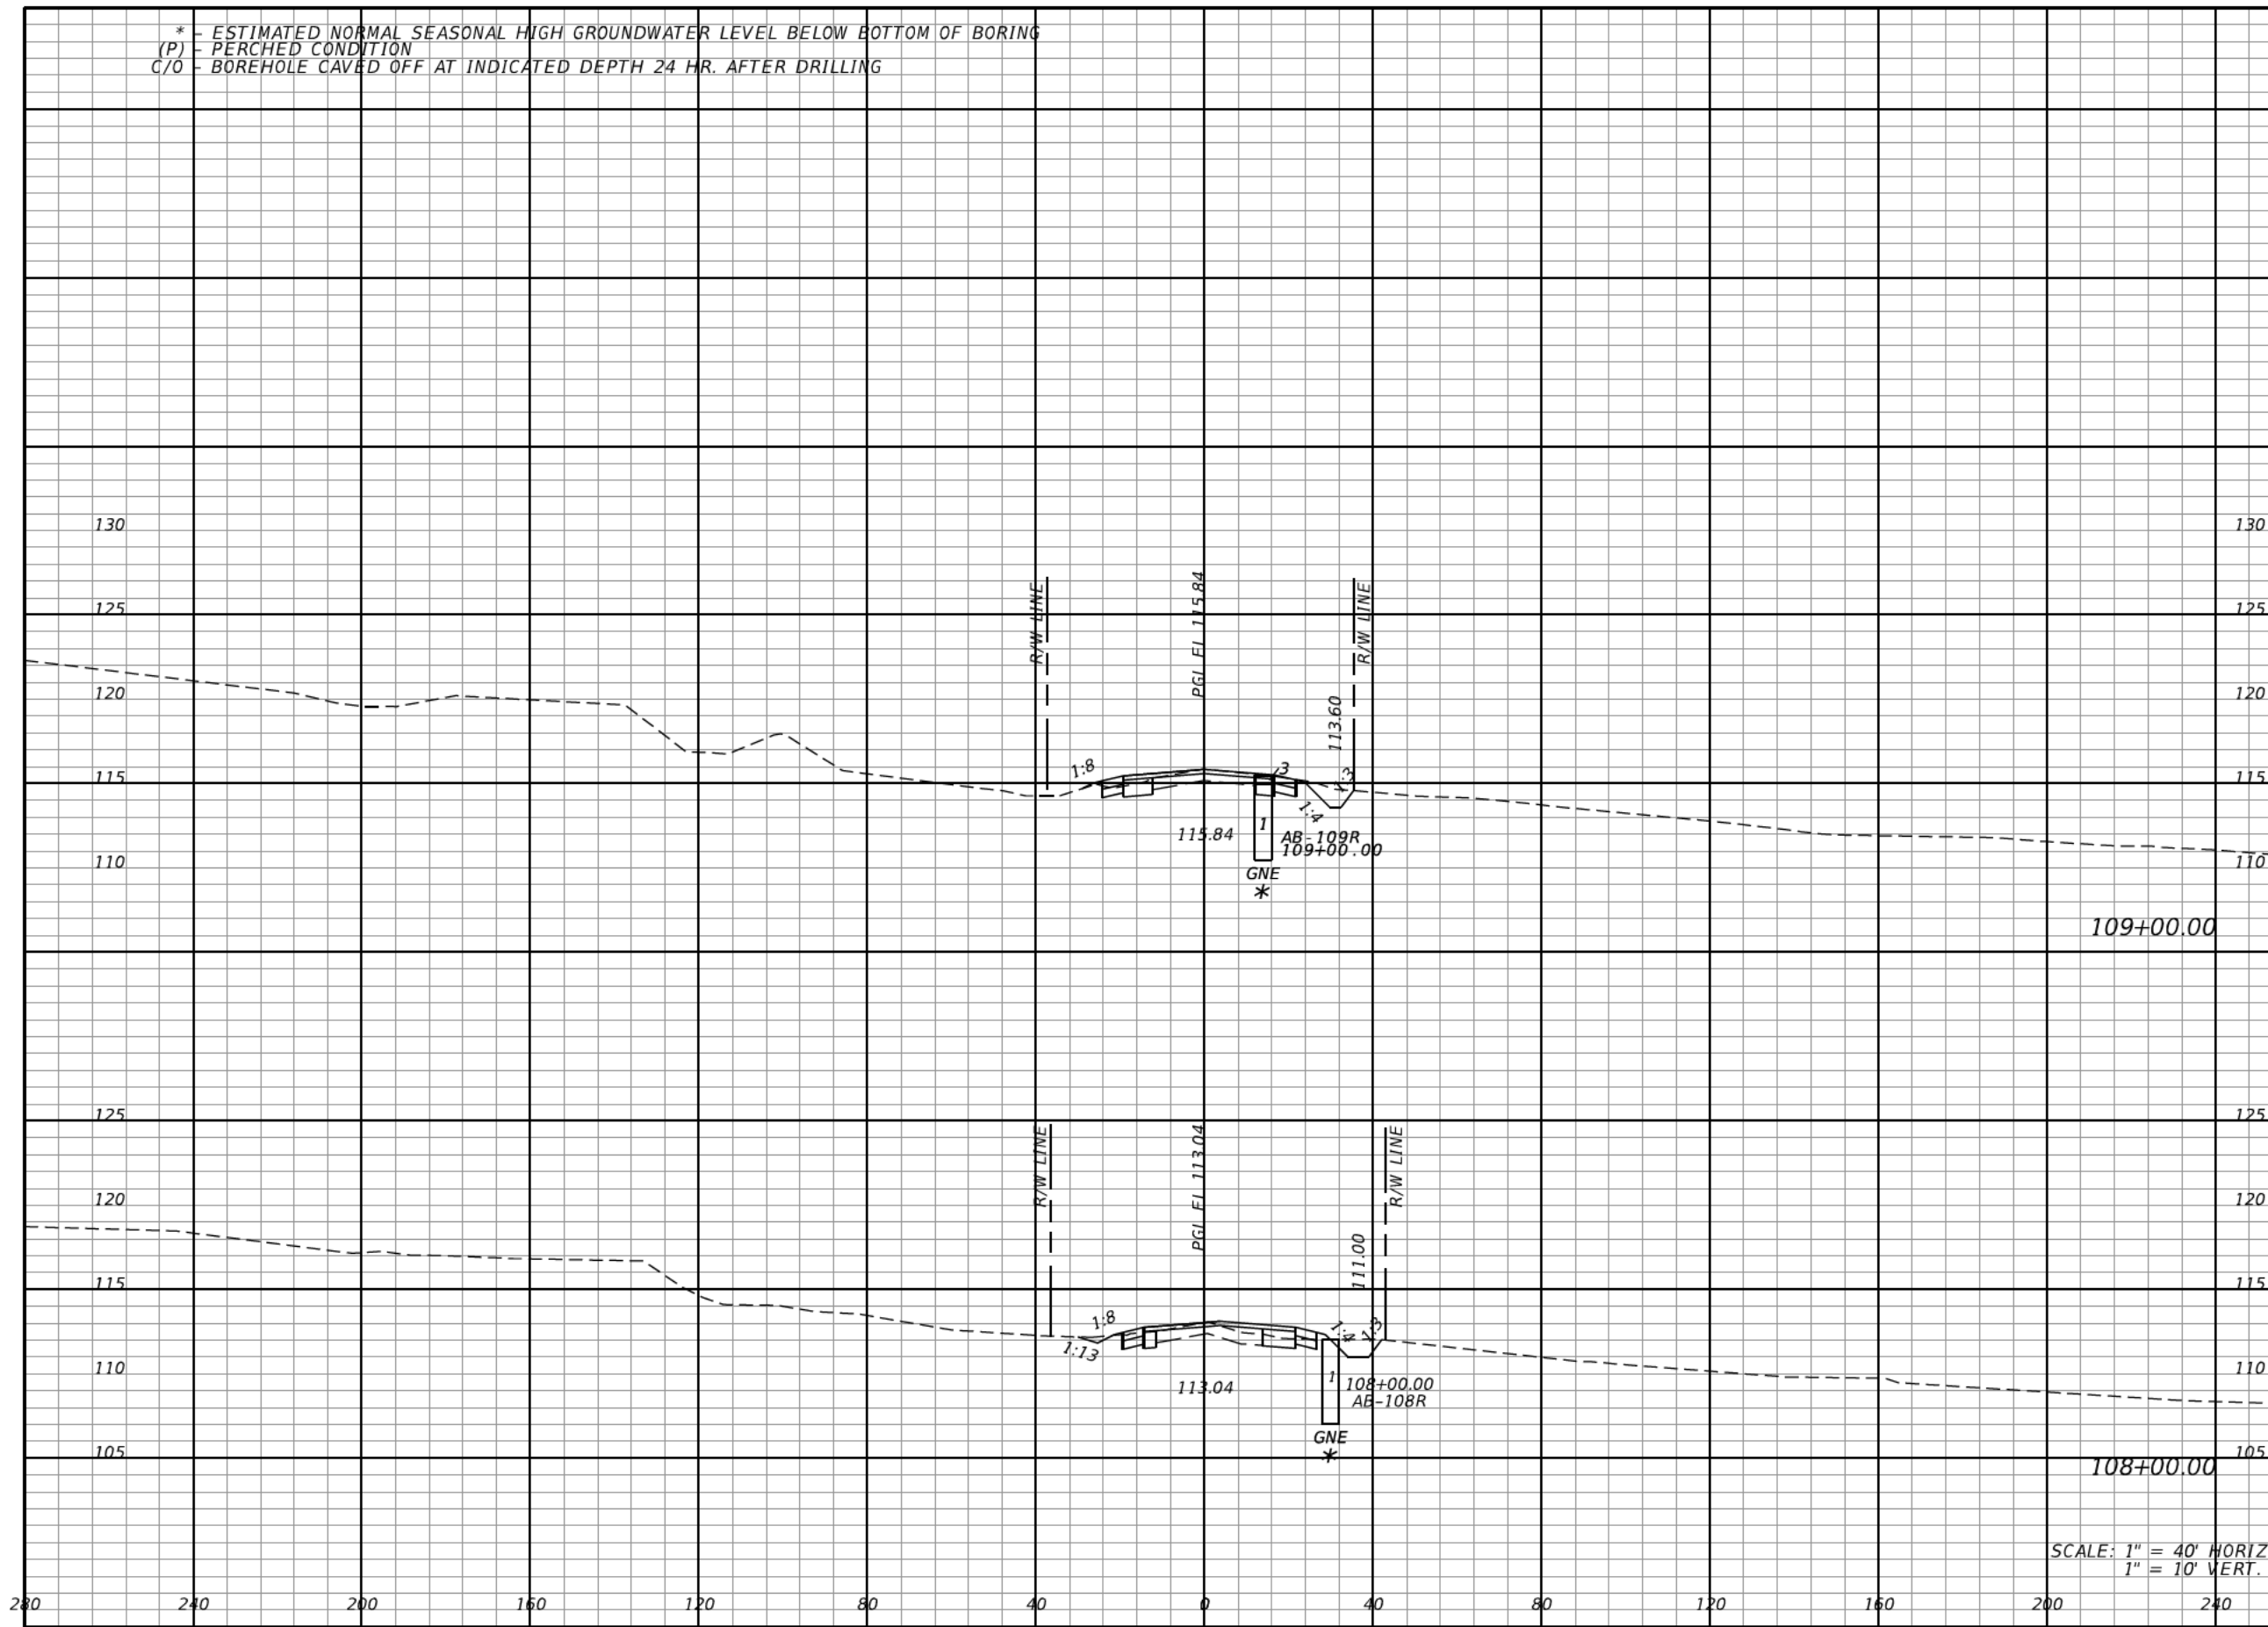 * - ESTIMATED NORMAL SEASONAL HIGH GROUNDWATER LEVEL BELOW BOTTOM OF BORING
(P) - PERCHED CONDITION
C/O - BOREHOLE CAVED OFF AT INDICATED DEPTH 24 HR. AFTER DRILLING
130
130
125
125
R/W LINE
PGL EL 115.84
R/W LINE
120
120
113.60
115
1:8
3
1:3
115
1:4
115.84
1
AB-109R
109+00.00
110
110
GNE
*
109+00.00
125
125
R/W LINE
PGL EL 113.04
R/W LINE
120
120
111.00
115
115
1:8
1:4
1:3
1:13
110
110
113.04
1
108+00.00
AB-108R
GNE
*
105
105
108+00.00
SCALE: 1" = 40' HORIZ
1" = 10' VERT.
280 240 200 160 120 80 40 0 40 80 120 160 200 240